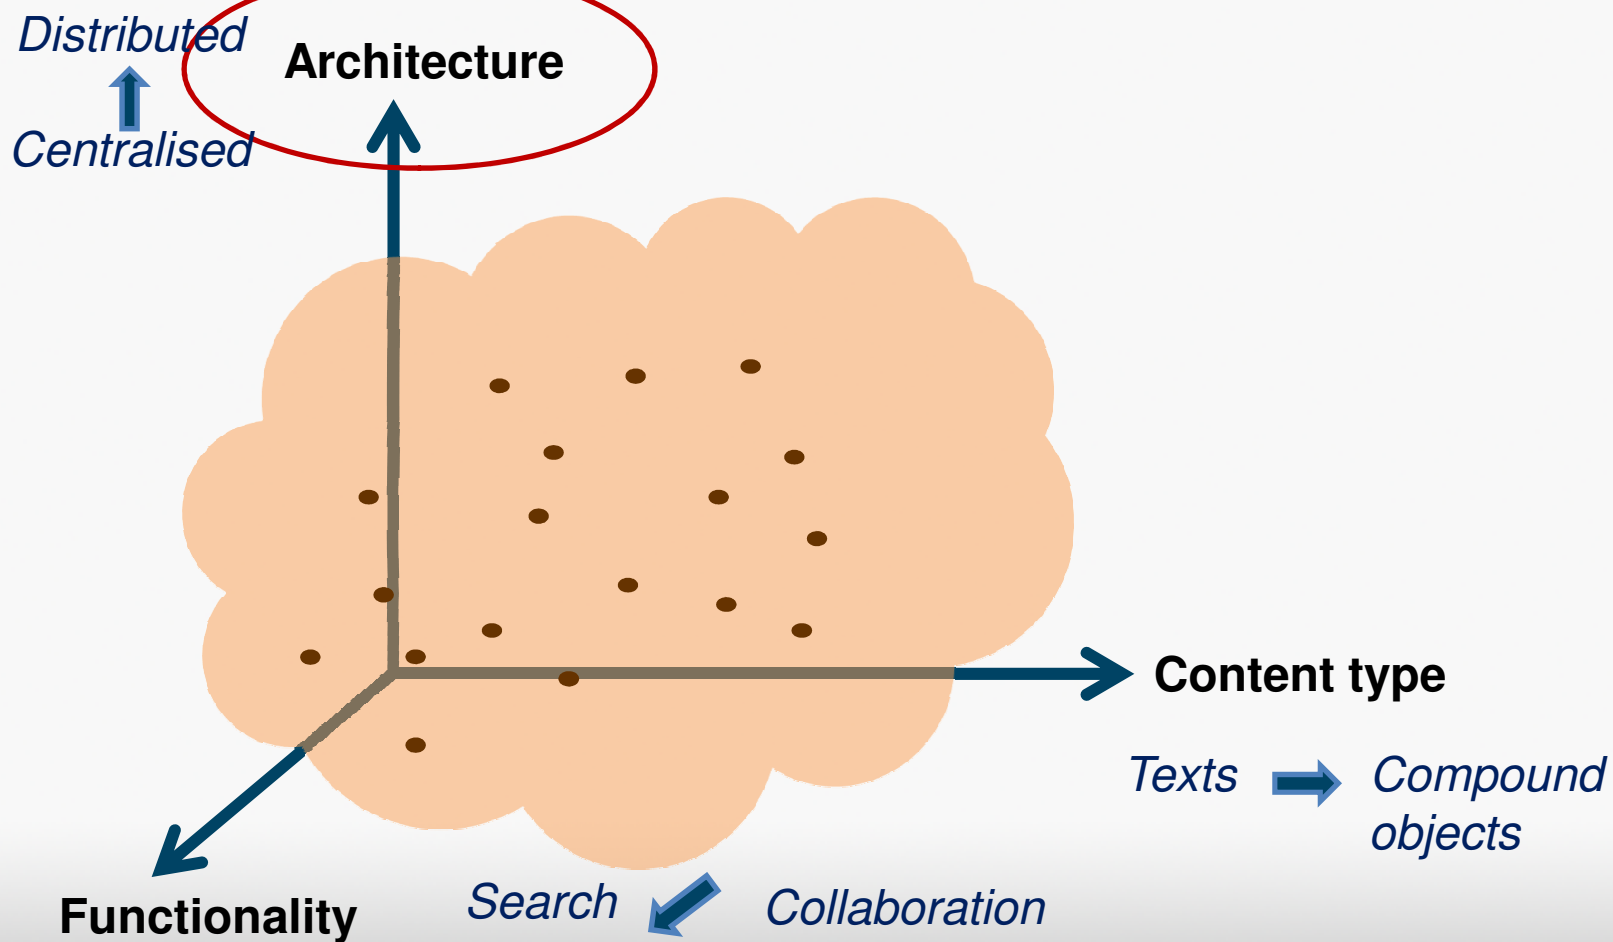 Distributed
Architecture
Centralised
Content type
Texts
Compound
objects
Search
Collaboration
Functionality